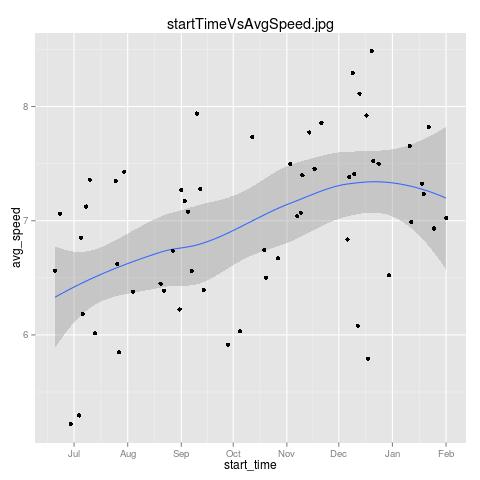 startTimeVsAvgSpeed.jpg
avg_speed
8
7
6
Jul Aug Sep Oct Nov Dec Jan Feb
start_time